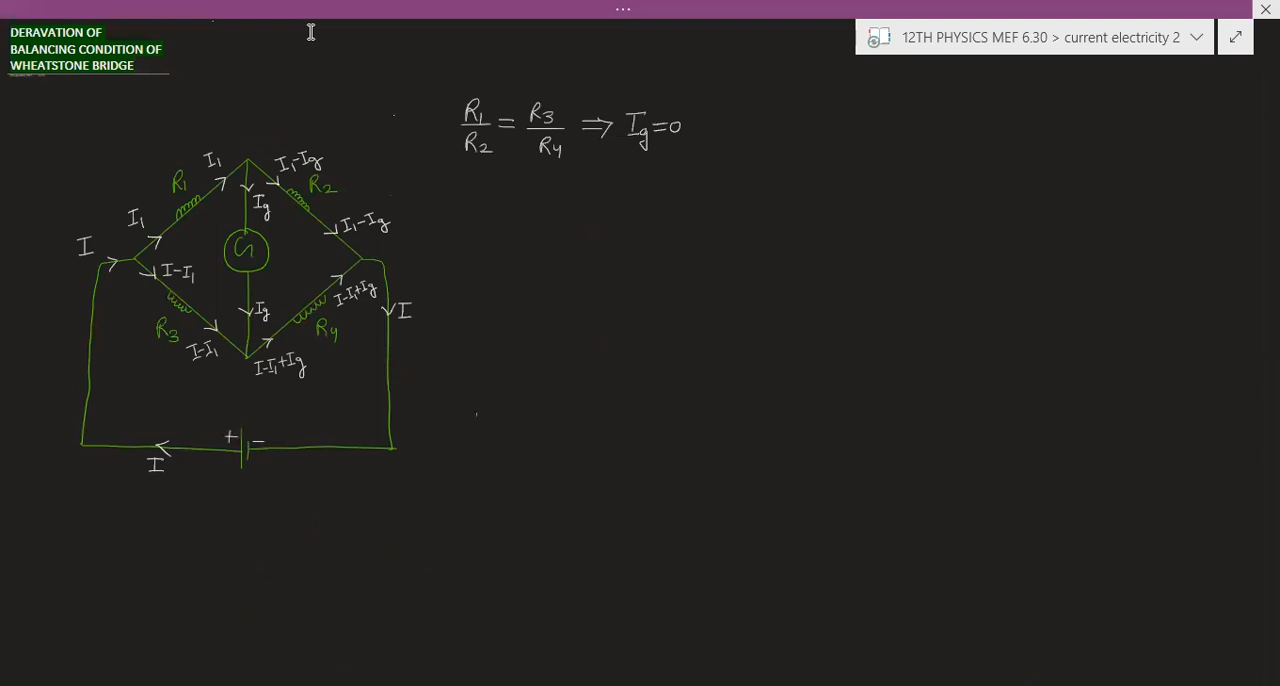 DERAVATION OF
BALANCING CONDITION OF
WHEATSTONE BRIDGE
12TH PHYSICS MEF 6.30 > current electricity 2
R1/R2 = R3/R4 ⇒ Ig=0
I1
I1-Ig
R1
R2
I1
Ig
I1-Ig
I
G
I-I1
I-I1+Ig
Ig
I
R3
R4
I-I1
I-I1+Ig
+
-
I